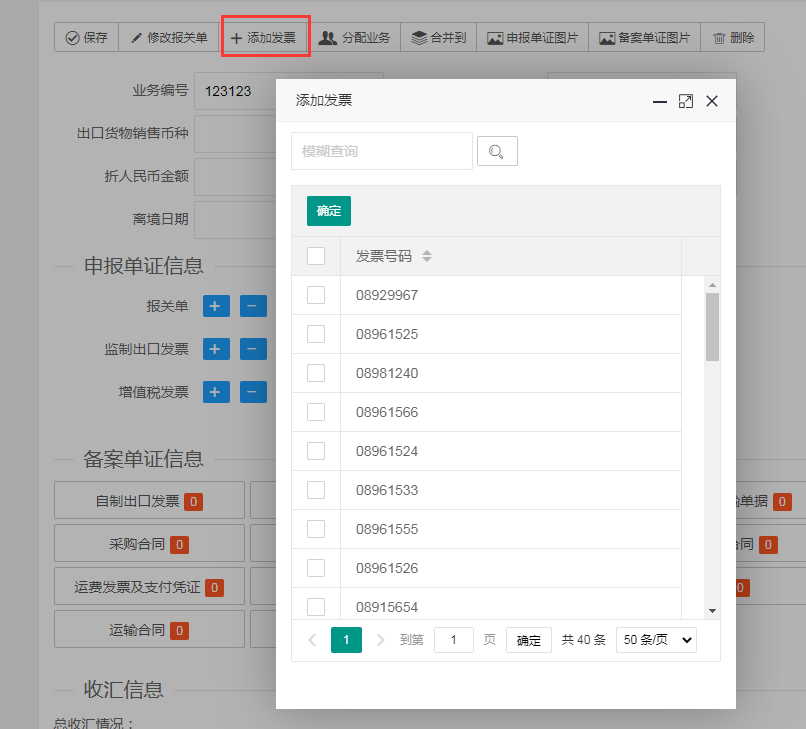 保存 修改报关单 添加发票 分配业务 合并到 申报单证图片 备案单证图片 删除
业务编号 123123
出口货物销售币种
折人民币金额
离境日期
申报单证信息
报关单
监制出口发票
增值税发票
备案单证信息
自制出口发票 0
单据 0
采购合同 0
合同 0
运费发票及支付凭证 0
0
运输合同 0
收汇信息
总收汇情况：
添加发票
模糊查询
确定
发票号码
08929967
08961525
08981240
08961566
08961524
08961533
08961555
08961526
08915654
1 到第 1 页 确定 共 40 条 50 条/页